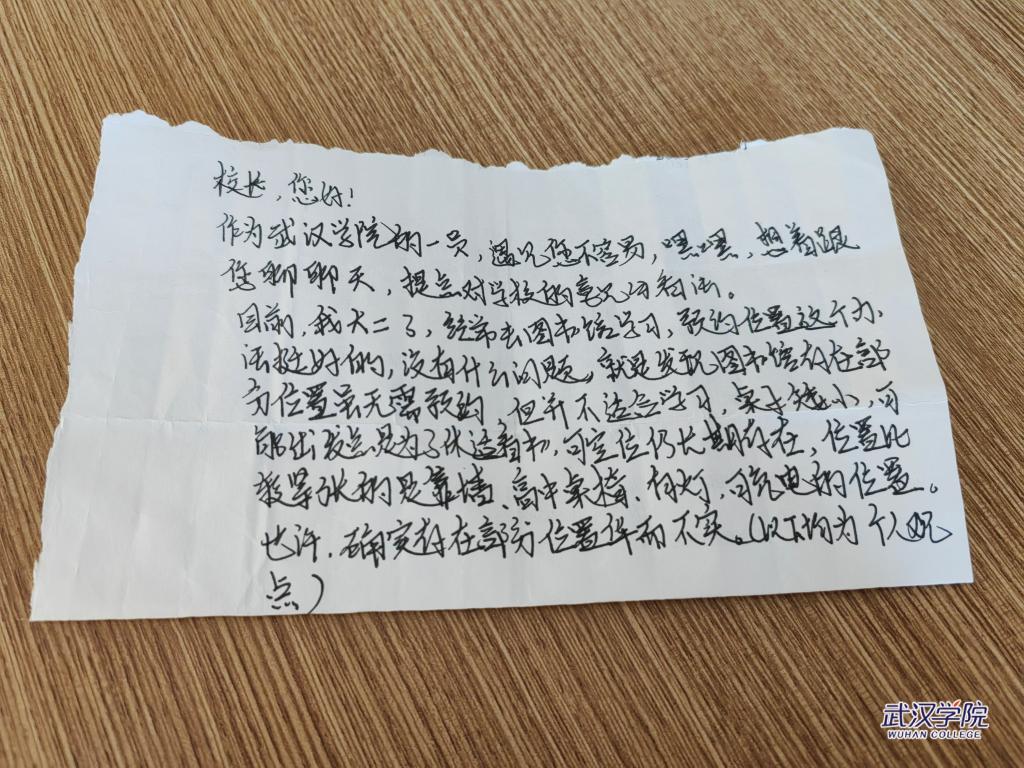 校长，您好！
作为武汉学院的一员，遇见您不容易，嘿嘿，想着跟
您聊聊天，提点对学校的意见与看法。
目前，我大二了，经常去图书馆学习，预约位置这个办
法挺好的，没有什么问题。就是发现图书馆存在部
分位置虽无需预约 但并不适合学习，桌子矮小，可
能出发点是为了休适看书，可空位仍长期存在，位置比
较紧张的是靠墙、高中桌椅、有灯、可充电的位置。
也许，确实存在部分位置华而不实。（以上均为个人观
点）
武汉学院
WUHAN COLLEGE